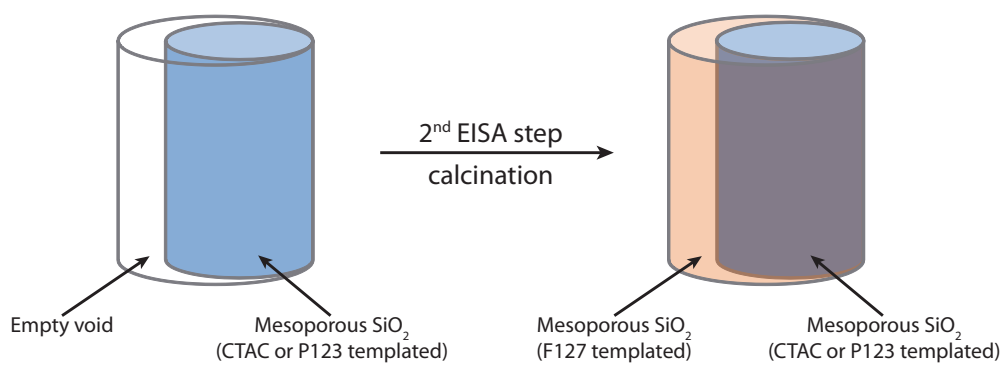 2nd EISA step
calcination
Empty void
Mesoporous SiO2
(CTAC or P123 templated)
Mesoporous SiO2
(F127 templated)
Mesoporous SiO2
(CTAC or P123 templated)